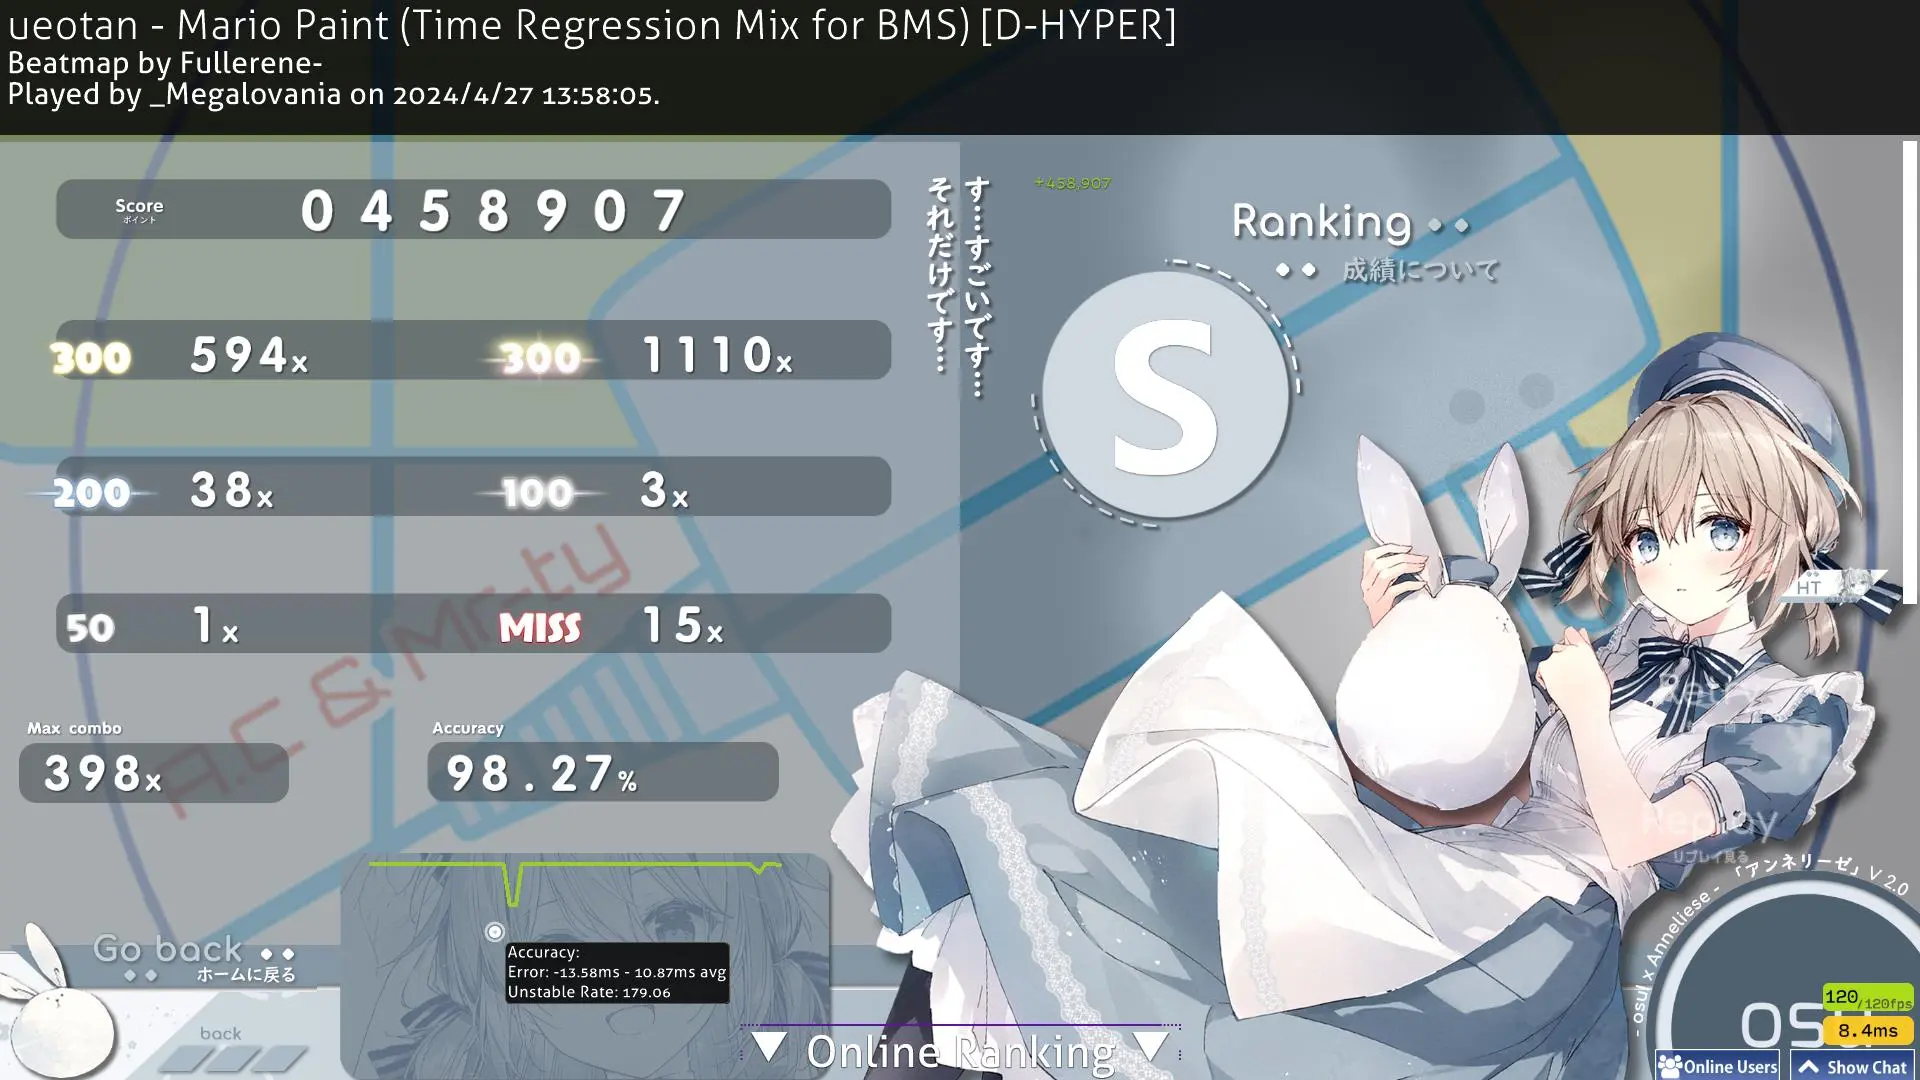 ueotan - Mario Paint (Time Regression Mix for BMS) [D-HYPER]
Beatmap by Fullerene-
Played by _Megalovania on 2024/4/27 13:58:05.
Score
ポイント
0458907
+458,907
す…すごいです…
それだけです…
Ranking
成績について
S
300 594x 300 1110x
200 38x 100 3x
50 1x MISS 15x
HT
A.C & Mr.ty
Max combo
398x
Accuracy
98.27%
Replay
リプレイ見る
Go back
ホームに戻る
back
Accuracy:
Error: -13.58ms - 10.87ms avg
Unstable Rate: 179.06
Online Ranking
- osu! x Anneliese - 「アンネリーゼ」 V 2.0
osu
120/120fps
8.4ms
Online Users
Show Chat